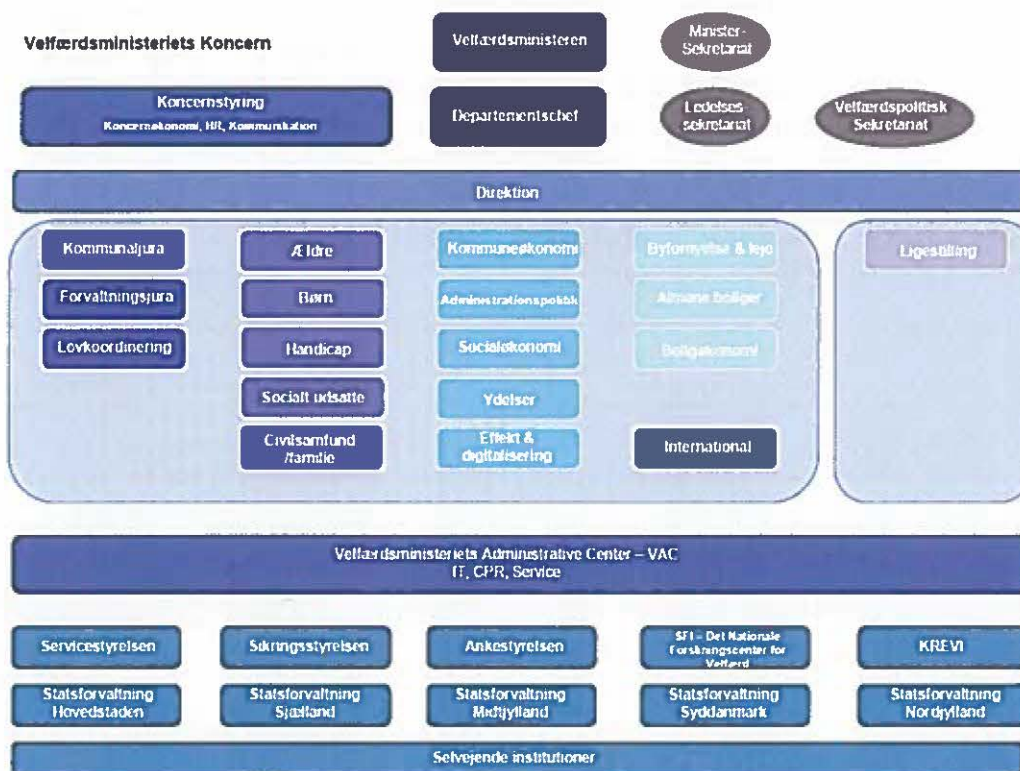 Velfærdsministeriets Koncern
Velfærdsministeren
Minister-
Sekretariat
Koncernstyring
Koncernøkonomi, HR, Kommunikation
Departementschef
Ledelses
sekretariat
Velfærdspolitisk
Sekretariat
Direktion
Kommunaljura
Ældre
Kommuneøkonomi
Byfornyelse & leje
Ligestilling
Forvaltningsjura
Børn
Administrationspolitik
Almene boliger
Lovkoordinering
Handicap
Socialøkonomi
Boligøkonomi
Socialt udsatte
Ydelser
Civilsamfund
/familie
Effekt &
digitalisering
International
Velfærdsministeriets Administrative Center – VAC
IT, CPR, Service
Servicestyrelsen
Sikringsstyrelsen
Ankestyrelsen
SFI – Det Nationale
Forskningscenter for
Velfærd
KREVI
Statsforvaltning
Hovedstaden
Statsforvaltning
Sjælland
Statsforvaltning
Midtjylland
Statsforvaltning
Syddanmark
Statsforvaltning
Nordjylland
Selvejende institutioner